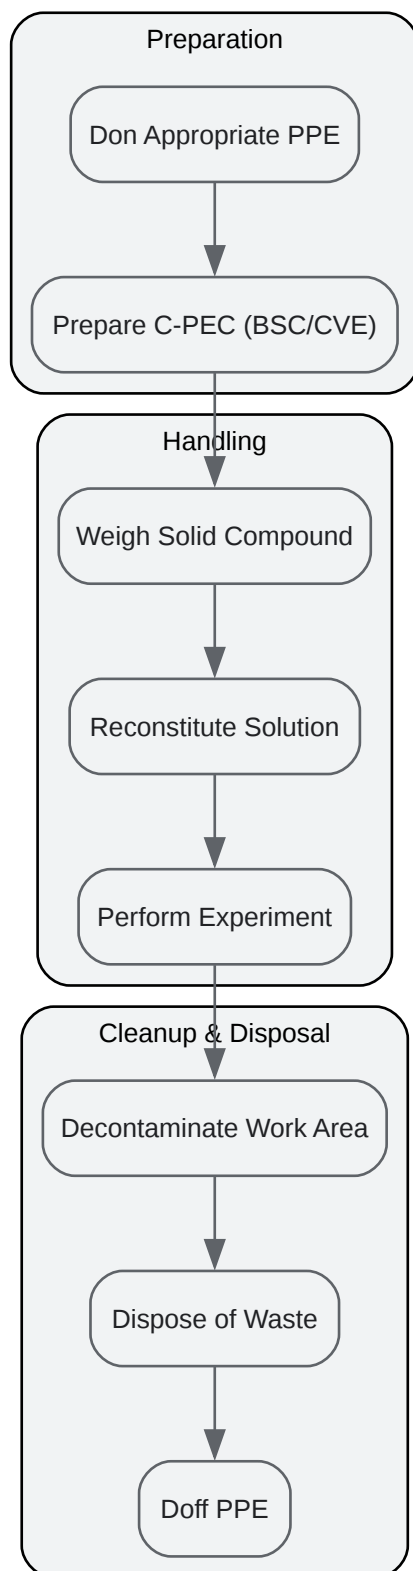 Preparation
Don Appropriate PPE
Prepare C-PEC (BSC/CVE)
Handling
Weigh Solid Compound
Reconstitute Solution
Perform Experiment
Cleanup & Disposal
Decontaminate Work Area
Dispose of Waste
Doff PPE